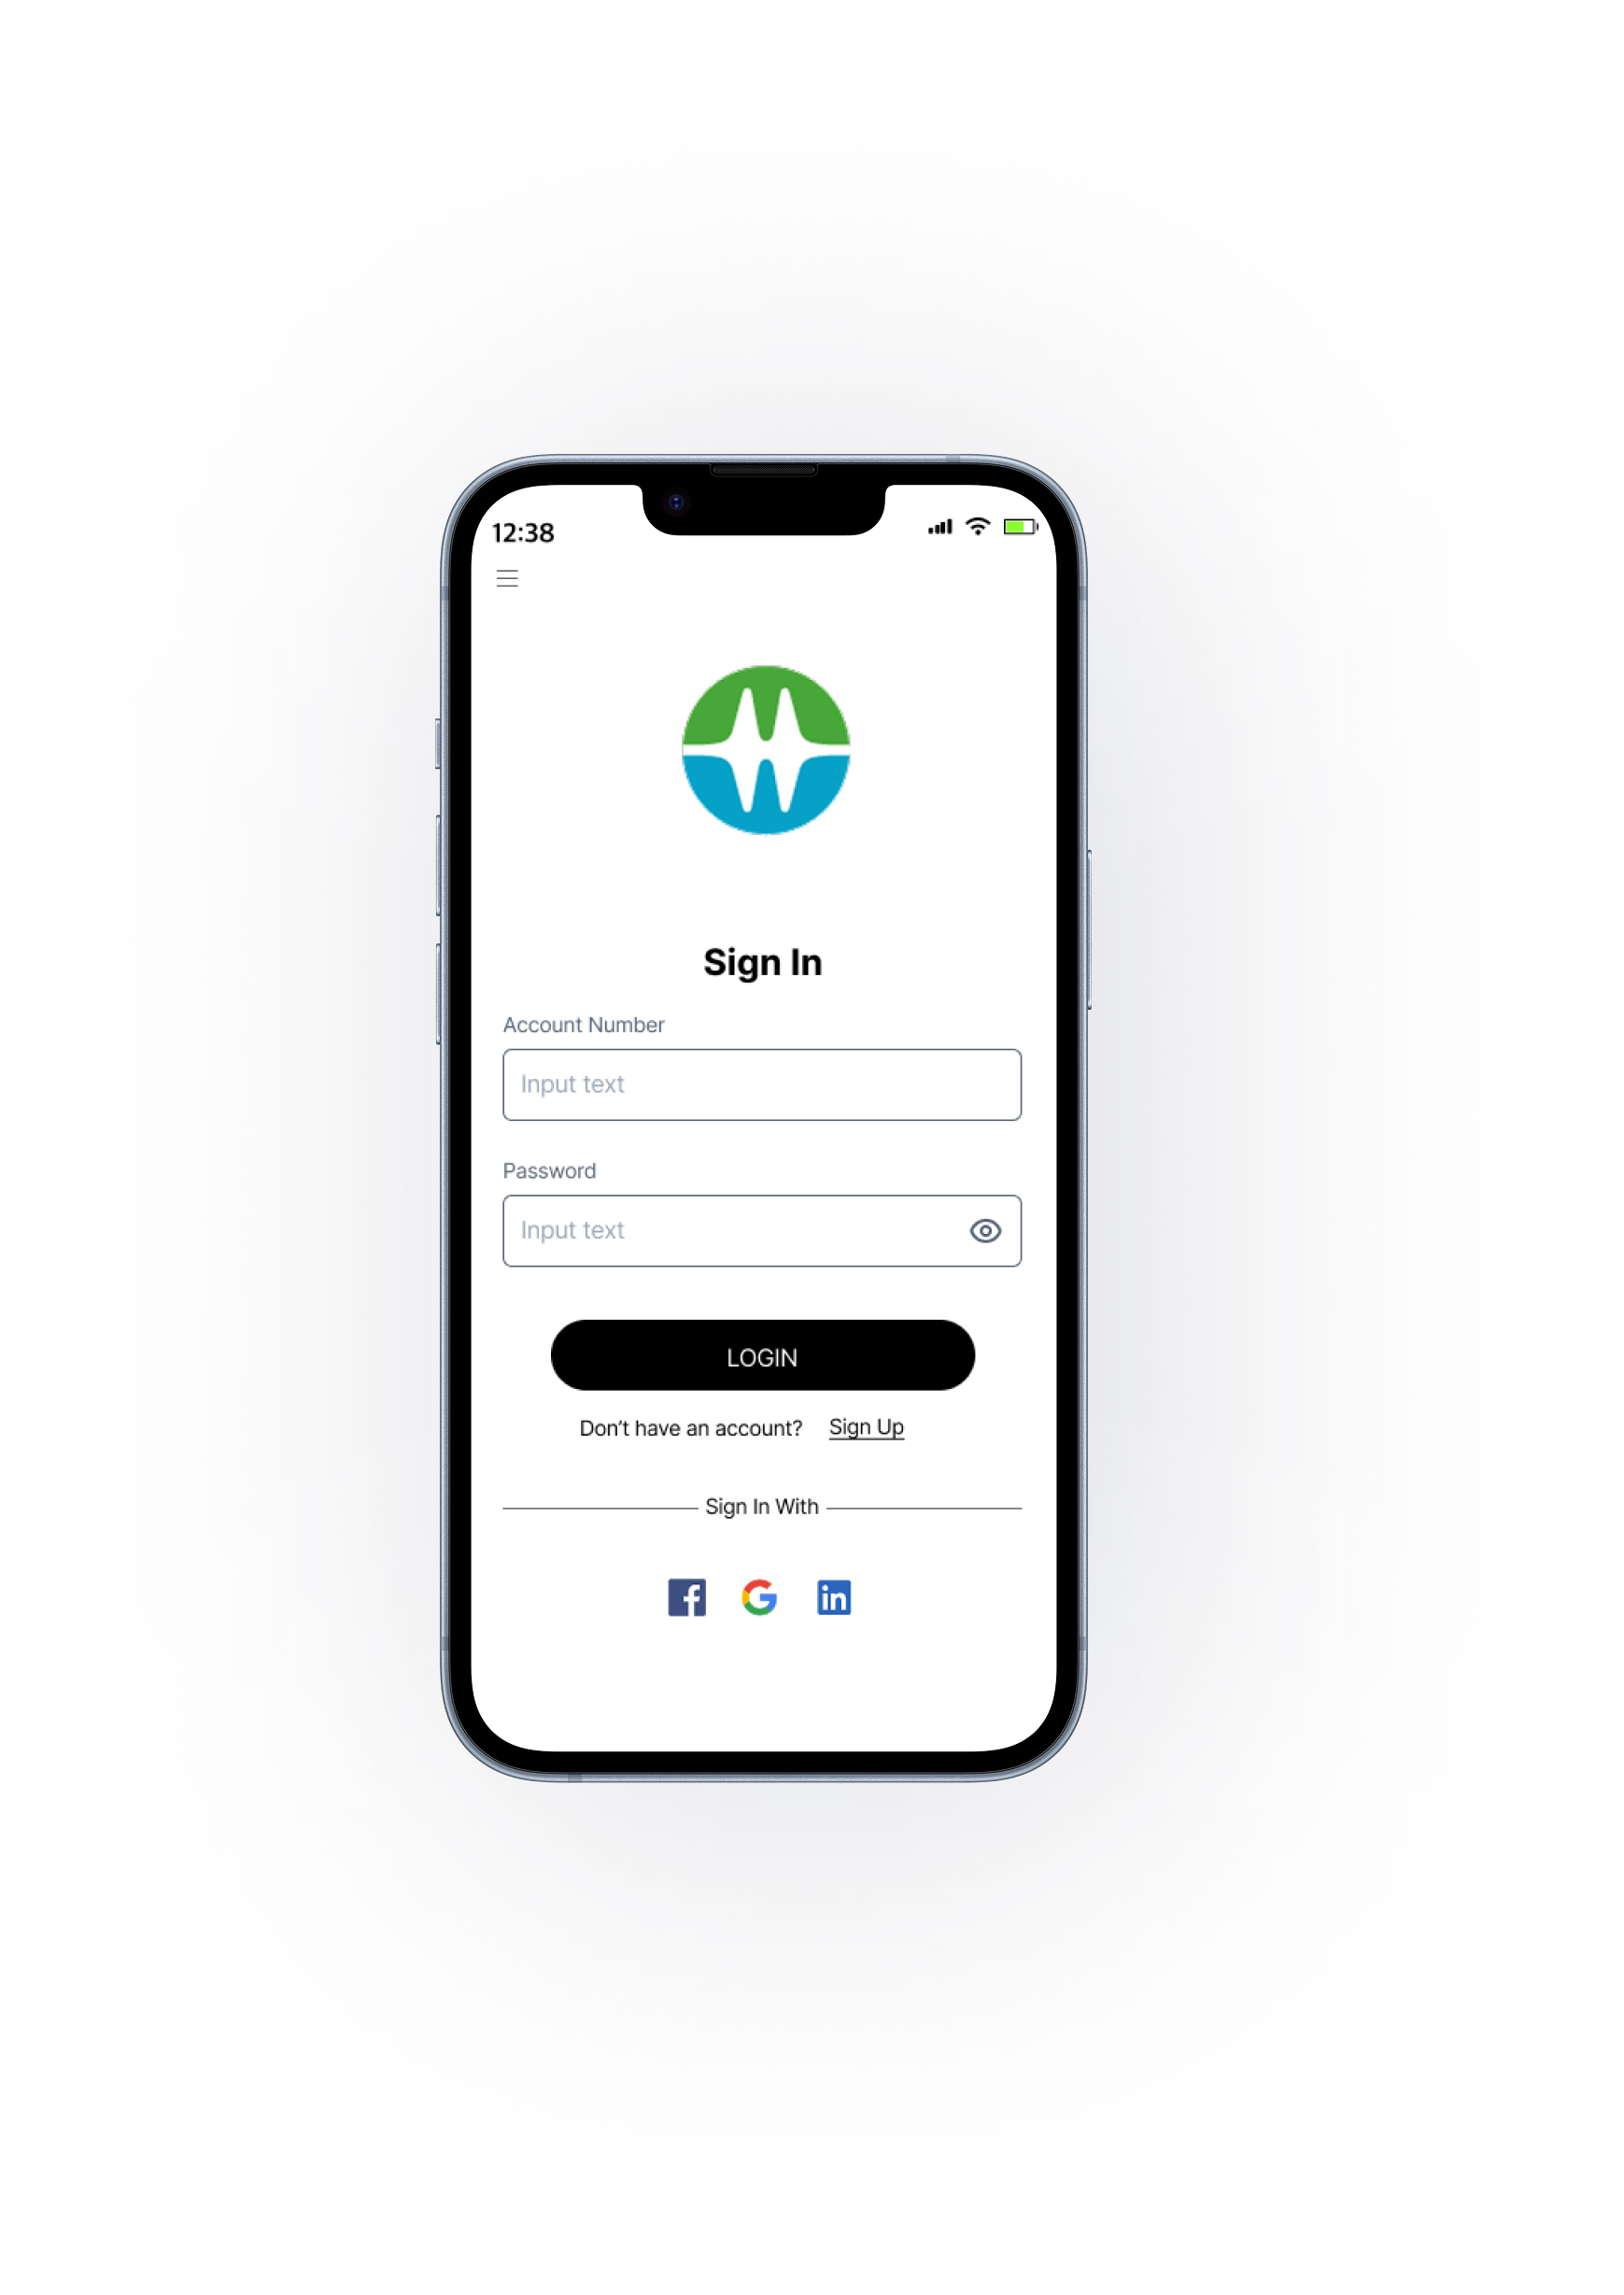 12:38
Sign In
Account Number
Input text
Password
Input text
LOGIN
Don't have an account? Sign Up
Sign In With